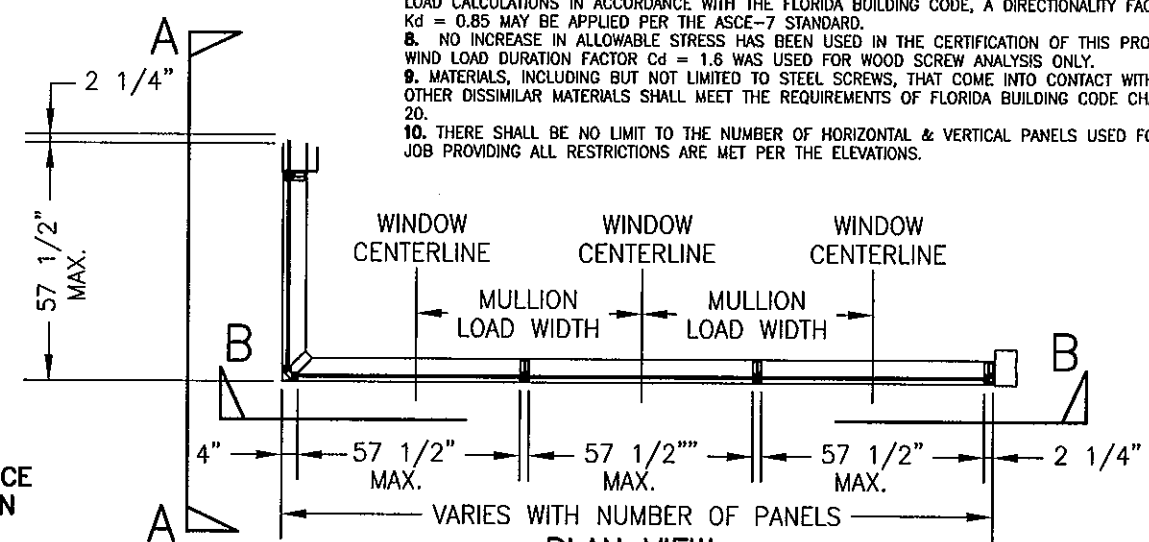 LOAD CALCULATIONS IN ACCORDANCE WITH THE FLORIDA BUILDING CODE, A DIRECTIONALITY
Kd = 0.85 MAY BE APPLIED PER THE ASCE-7 STANDARD.
8. NO INCREASE IN ALLOWABLE STRESS HAS BEEN USED IN THE CERTIFICATION OF THIS
WIND LOAD DURATION FACTOR Cd = 1.6 WAS USED FOR WOOD SCREW ANALYSIS ONLY.
9. MATERIALS, INCLUDING BUT NOT LIMITED TO STEEL SCREWS, THAT COME INTO CONTACT WITH
OTHER DISSIMILAR MATERIALS SHALL MEET THE REQUIREMENTS OF FLORIDA BUILDING CODE
20.
10. THERE SHALL BE NO LIMIT TO THE NUMBER OF HORIZONTAL & VERTICAL PANELS USED
JOB PROVIDING ALL RESTRICTIONS ARE MET PER THE ELEVATIONS.
A
2 1/4"
57 1/2"
MAX.
WINDOW
CENTERLINE
WINDOW
CENTERLINE
WINDOW
CENTERLINE
MULLION
LOAD WIDTH
MULLION
LOAD WIDTH
B
B
4"
57 1/2"
MAX.
57 1/2""
MAX.
57 1/2"
MAX.
2 1/4"
CE
N
A
VARIES WITH NUMBER OF PANELS
PLAN VIEW